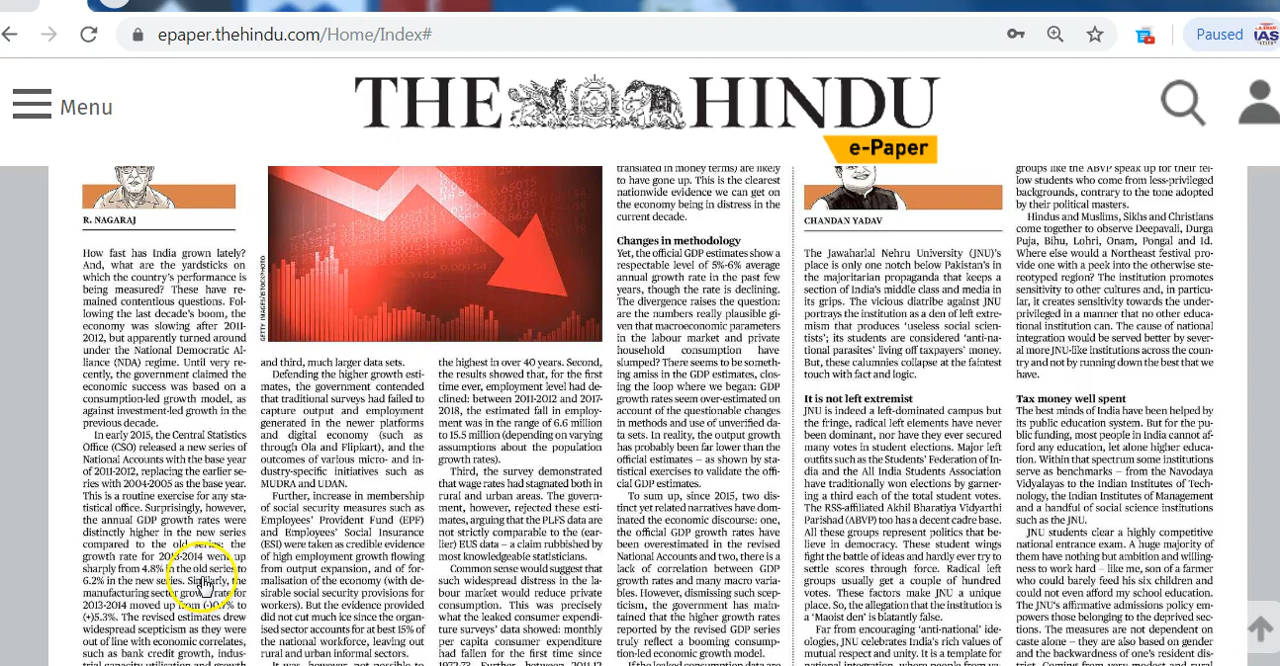 epaper.thehindu.com/Home/Index#
Paused
IAS
Menu
THE HINDU
e-Paper
R. NAGARAJ
How fast has India grown lately?
And, what are the yardsticks on
which the country's performance is
being measured? These have re-
mained contentious questions. Fol-
lowing the last decade's boom, the
economy was slowing after 2011-
2012, but apparently turned around
under the National Democratic Al-
liance (NDA) regime. Until very re-
cently, the government claimed the
economic success was based on a
consumption-led growth model, as
against investment-led growth in the
previous decade.
In early 2015, the Central Statistics
Office (CSO) released a new series of
National Accounts with the base year
of 2011-2012, replacing the earlier se-
ries with 2004-2005 as the base year.
This is a routine exercise for any sta-
tistical office. Surprisingly, however,
the annual GDP growth rates were
distinctly higher in the new series
compared to the old series: the
growth rate for 2013-2014 went up
sharply from 4.8% in the old series to
6.2% in the new series. Similarly, the
manufacturing sector growth rate for
2013-2014 moved up from (-)0.7% to
(+)5.3%. The revised estimates drew
widespread scepticism as they were
out of line with economic correlates,
such as bank credit growth, indus-
trial capacity utilisation and growth
GETTY IMAGES/ISTOCKPHOTO
and third, much larger data sets.
Defending the higher growth esti-
mates, the government contended
that traditional surveys had failed to
capture output and employment
generated in the newer platforms
and digital economy (such as
through Ola and Flipkart), and the
outcomes of various micro- and in-
dustry-specific initiatives such as
MUDRA and UDAN.
Further, increase in membership
of social security measures such as
Employees' Provident Fund (EPF)
and Employees' Social Insurance
(ESI) were taken as credible evidence
of high employment growth flowing
from output expansion, and of for-
malisation of the economy (with de-
sirable social security provisions for
workers). But the evidence provided
did not cut much ice since the organ-
ised sector accounts for at best 15% of
the national workforce, leaving out
rural and urban informal sectors.
It was, however, not possible to
the highest in over 40 years. Second,
the results showed that, for the first
time ever, employment level had de-
clined: between 2011-2012 and 2017-
2018, the estimated fall in employ-
ment was in the range of 6.6 million
to 15.5 million (depending on varying
assumptions about the population
growth rates).
Third, the survey demonstrated
that wage rates had stagnated both in
rural and urban areas. The govern-
ment, however, rejected these esti-
mates, arguing that the PLFS data are
not strictly comparable to the (earl-
ier) EUS data – a claim rubbished by
most knowledgeable statisticians.
Common sense would suggest that
such widespread distress in the la-
bour market would reduce private
consumption. This was precisely
what the leaked consumer expendi-
ture surveys' data showed: monthly
per capita consumer expenditure
had fallen for the first time since
1972-73. Further, between 2011-12
translated in money terms) are likely
to have gone up. This is the clearest
nationwide evidence we can get on
the economy being in distress in the
current decade.
Changes in methodology
Yet, the official GDP estimates show a
respectable level of 5%-6% average
annual growth rate in the past few
years, though the rate is declining.
The divergence raises the question:
are the numbers really plausible gi-
ven that macroeconomic parameters
in the labour market and private
household consumption have
slumped? There seems to be someth-
ing amiss in the GDP estimates, clos-
ing the loop where we began: GDP
growth rates seem over-estimated on
account of the questionable changes
in methods and use of unverified da-
ta sets. In reality, the output growth
has probably been far lower than the
official estimates – as shown by sta-
tistical exercises to validate the offi-
cial GDP estimates.
To sum up, since 2015, two dis-
tinct yet related narratives have dom-
inated the economic discourse: one,
the official GDP growth rates have
been overestimated in the revised
National Accounts and two, there is a
lack of correlation between GDP
growth rates and many macro varia-
bles. However, dismissing such scep-
ticism, the government has main-
tained that the higher growth rates
reported by the revised GDP series
truly reflect a booming consump-
tion-led economic growth model.
If the leaked consumption data are
CHANDAN YADAV
The Jawaharlal Nehru University (JNU)'s
place is only one notch below Pakistan's in
the majoritarian propaganda that keeps a
section of India's middle class and media in
its grips. The vicious diatribe against JNU
portrays the institution as a den of left extre-
mism that produces 'useless social scien-
tists'; its students are considered 'anti-na-
tional parasites' living off taxpayers' money.
But, these calumnies collapse at the faintest
touch with fact and logic.
It is not left extremist
JNU is indeed a left-dominated campus but
the fringe, radical left elements have never
been dominant, nor have they ever secured
many votes in student elections. Major left
outfits such as the Students' Federation of In-
dia and the All India Students Association
have traditionally won elections by garner-
ing a third each of the total student votes.
The RSS-affiliated Akhil Bharatiya Vidyarthi
Parishad (ABVP) too has a decent cadre base.
All these groups represent politics that be-
lieve in democracy. These student wings
fight the battle of ideas and hardly ever try to
settle scores through force. Radical left
groups usually get a couple of hundred
votes. These factors make JNU a unique
place. So, the allegation that the institution is
a 'Maoist den' is blatantly false.
Far from encouraging 'anti-national' ide-
ologies, JNU celebrates India's rich values of
mutual respect and unity. It is a template for
national integration, where people from va-
groups like the ABVP speak up for their fel-
low students who come from less-privileged
backgrounds, contrary to the tone adopted
by their political masters.
Hindus and Muslims, Sikhs and Christians
come together to observe Deepavali, Durga
Puja, Bihu, Lohri, Onam, Pongal and Id.
Where else would a Northeast festival pro-
vide one with a peek into the otherwise ste-
reotyped region? The institution promotes
sensitivity to other cultures and, in particu-
lar, it creates sensitivity towards the under-
privileged in a manner that no other educa-
tional institution can. The cause of national
integration would be served better by sever-
al more JNU-like institutions across the coun-
try and not by running down the best that we
have.
Tax money well spent
The best minds of India have been helped by
its public education system. But for the pu-
blic funding, most people in India cannot af-
ford any education, let alone higher educa-
tion. Within that spectrum some institutions
serve as benchmarks – from the Navodaya
Vidyalayas to the Indian Institutes of Tech-
nology, the Indian Institutes of Management
and a handful of social science institutions
such as the JNU.
JNU students clear a highly competitive
national entrance exam. A huge majority of
them have nothing but ambition and willing-
ness to work hard – like me, son of a farmer
who could barely feed his six children and
could not even afford my school education.
The JNU's affirmative admissions policy em-
powers those belonging to the deprived sec-
tions. The measures are not dependent on
caste alone – they are also based on gender
and the backwardness of one's resident dis-
trict. Coming from very modest and rural